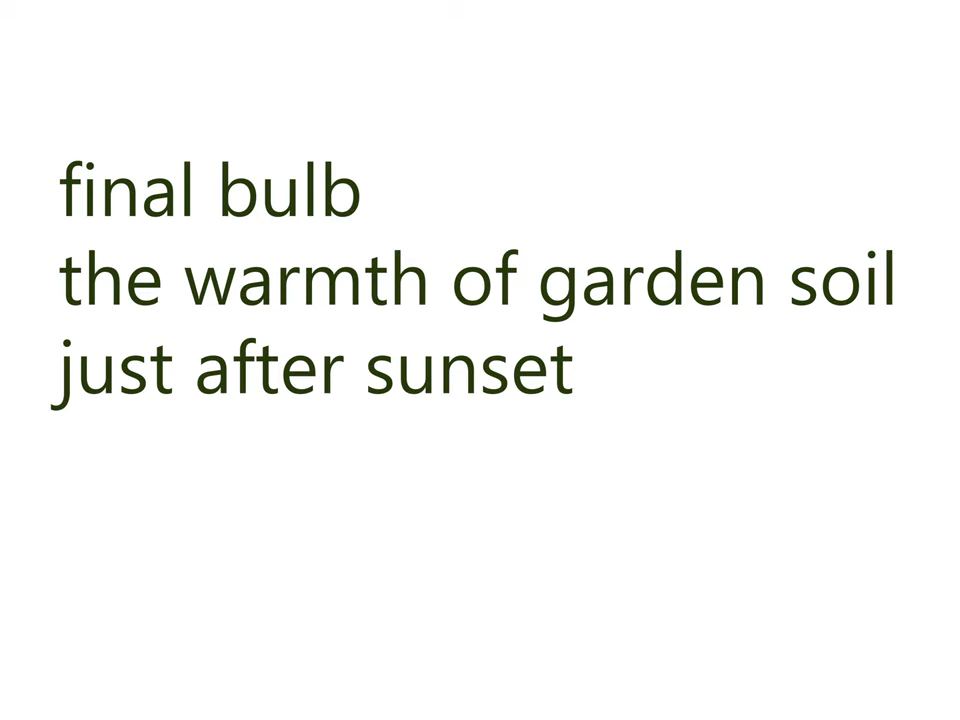 final bulb
the warmth of garden soil
just after sunset